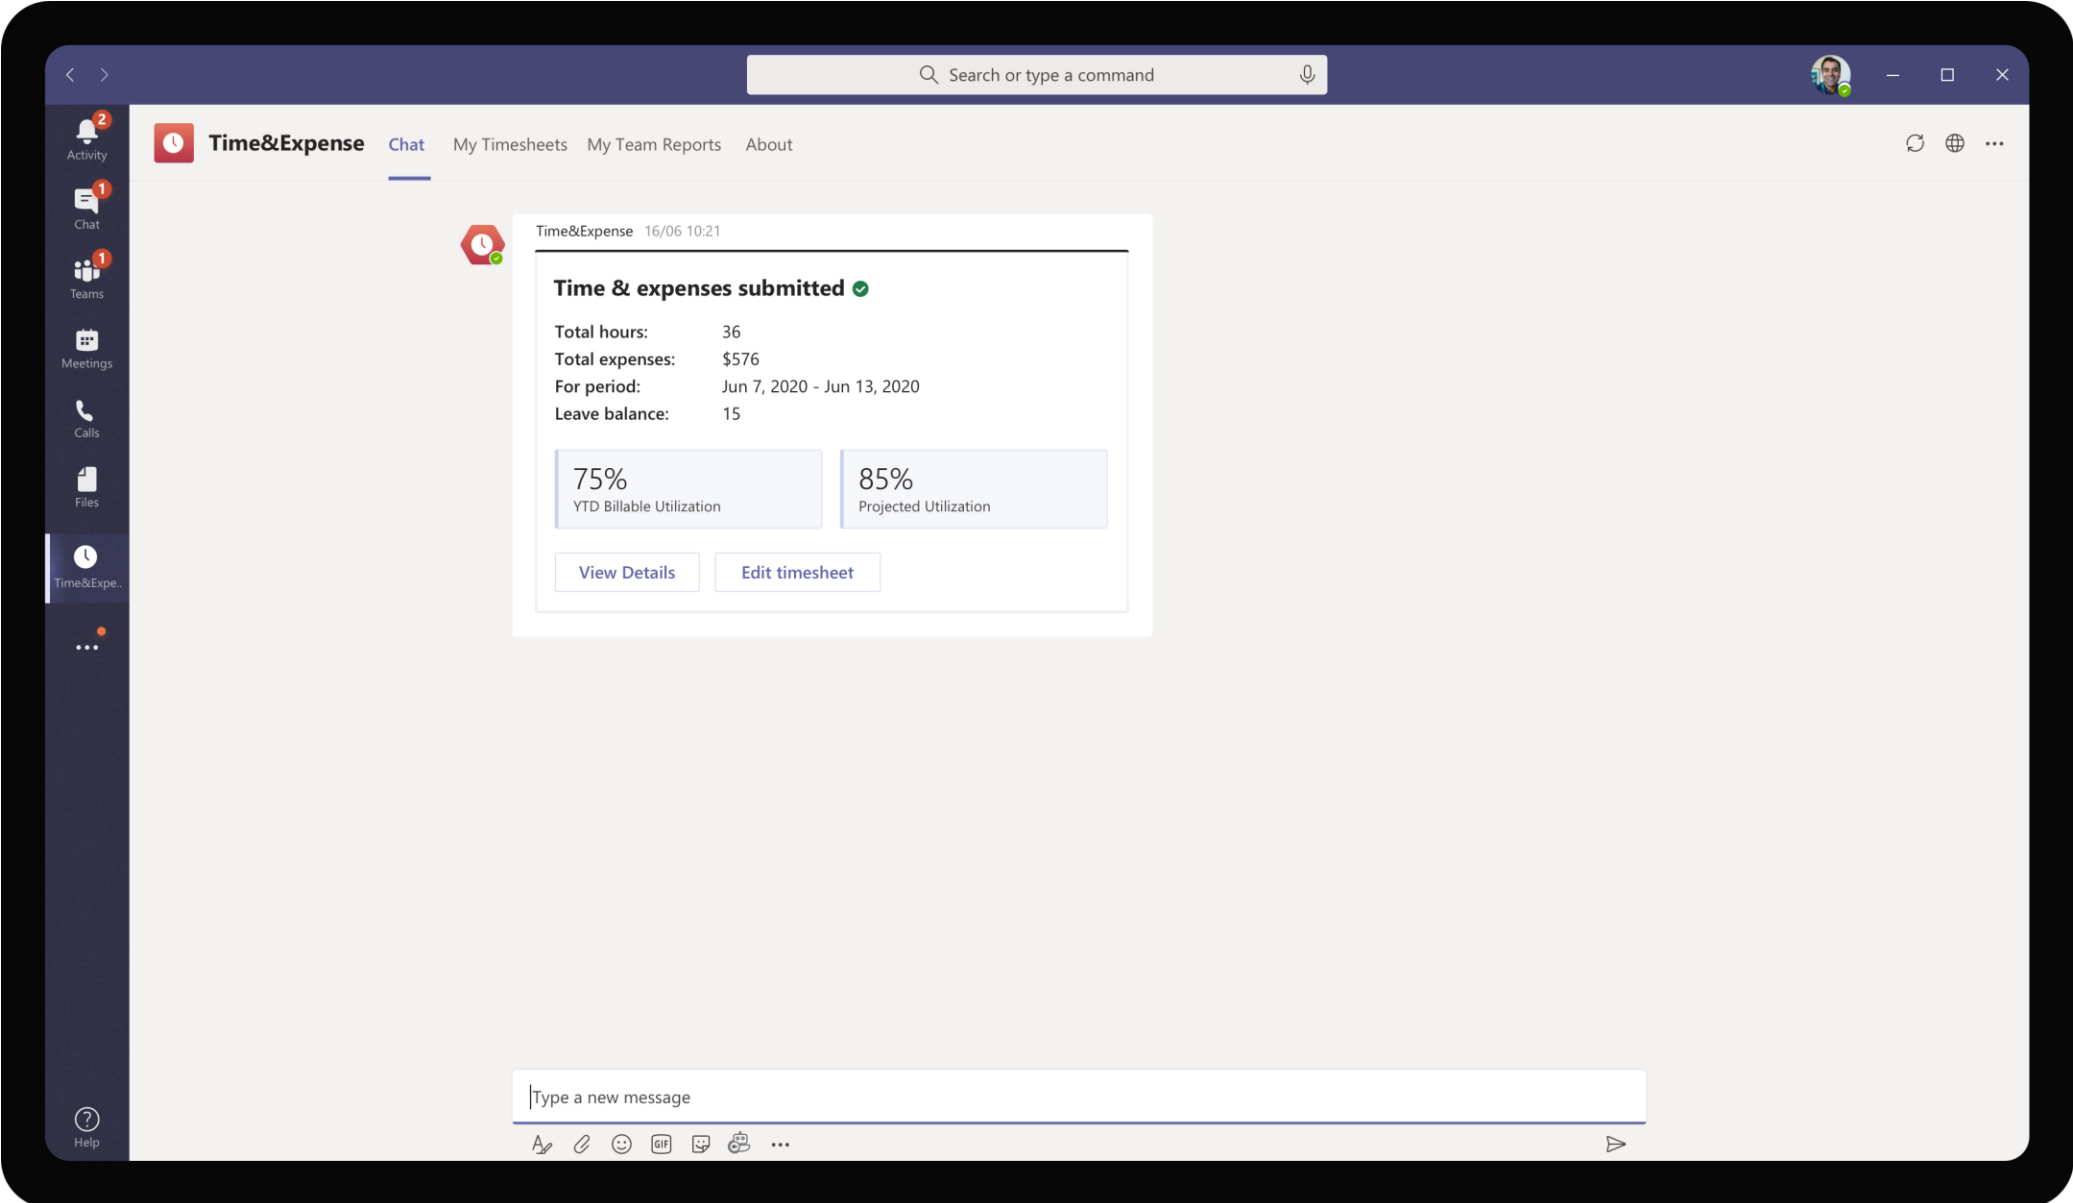 Search or type a command
2
Activity
1
Chat
1
Teams
Meetings
Calls
Files
Time&Expe..
Help
Time&Expense Chat My Timesheets My Team Reports About
Time&Expense 16/06 10:21
Time & expenses submitted
Total hours: 36
Total expenses: $576
For period: Jun 7, 2020 - Jun 13, 2020
Leave balance: 15
75% 85%
YTD Billable Utilization Projected Utilization
View Details Edit timesheet
Type a new message
GIF